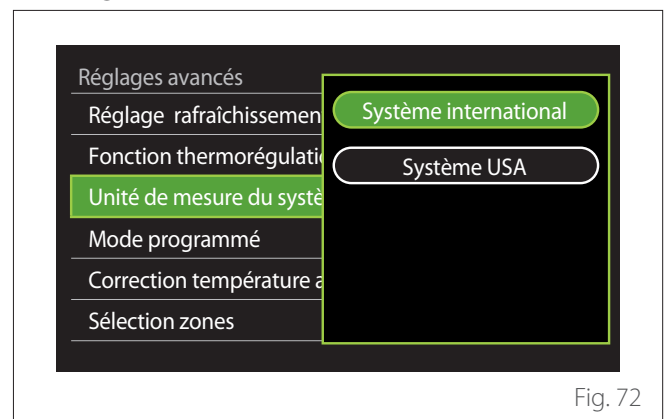 Réglages avancés
Réglage rafraîchissemen
Fonction thermorégulati
Unité de mesure du systè
Mode programmé
Correction température a
Sélection zones
Système international
Système USA
Fig. 72